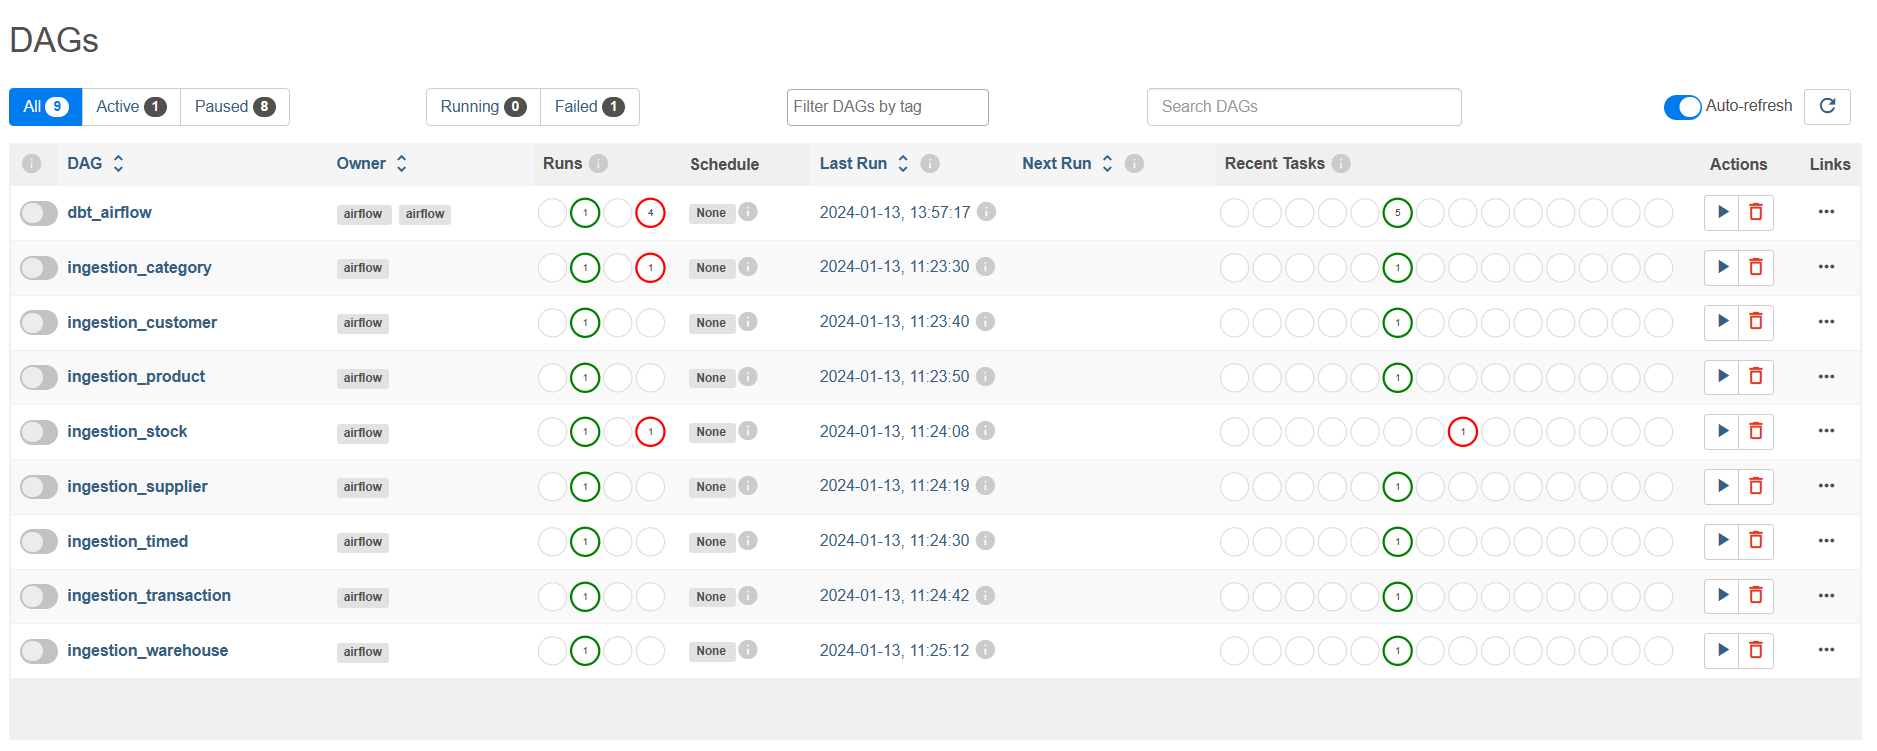 DAGs
All 9 Active 1 Paused 8 Running 0 Failed 1 Filter DAGs by tag Search DAGs Auto-refresh
DAG Owner Runs Schedule Last Run Next Run Recent Tasks Actions Links
dbt_airflow airflow airflow 1 4 None 2024-01-13, 13:57:17 5
ingestion_category airflow 1 1 None 2024-01-13, 11:23:30 1
ingestion_customer airflow 1 None 2024-01-13, 11:23:40 1
ingestion_product airflow 1 None 2024-01-13, 11:23:50 1
ingestion_stock airflow 1 1 None 2024-01-13, 11:24:08 1
ingestion_supplier airflow 1 None 2024-01-13, 11:24:19 1
ingestion_timed airflow 1 None 2024-01-13, 11:24:30 1
ingestion_transaction airflow 1 None 2024-01-13, 11:24:42 1
ingestion_warehouse airflow 1 None 2024-01-13, 11:25:12 1